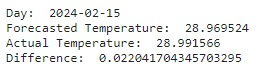 Day:  2024-02-15
Forecasted Temperature:  28.969524
Actual Temperature:  28.991566
Difference:  0.022041704345703295